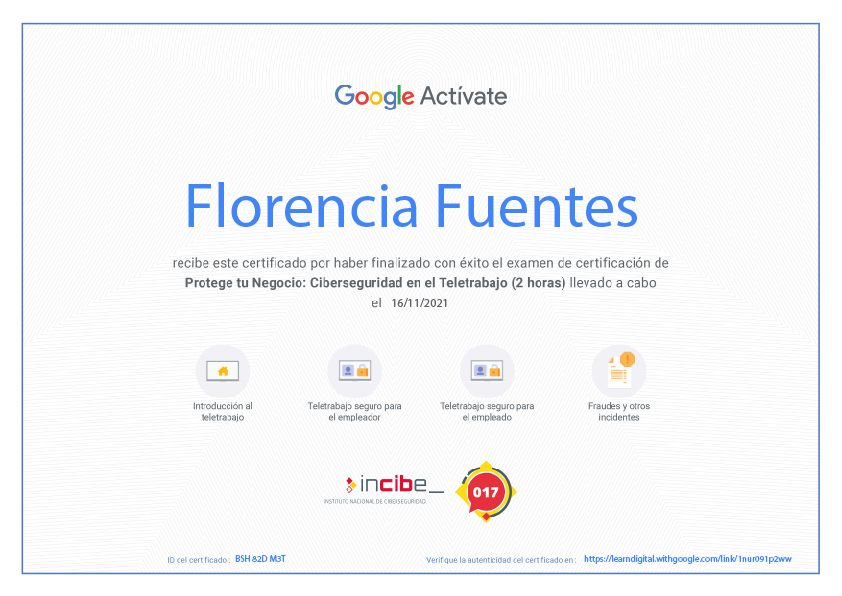 Google Actívate
Florencia Fuentes
recibe este certificado por haber finalizado con éxito el examen de certificación de
Protege tu Negocio: Ciberseguridad en el Teletrabajo (2 horas) llevado a cabo
el 16/11/2021
Introducción al
teletrabajo
Teletrabajo seguro para
el empleador
Teletrabajo seguro para
el empleado
Fraudes y otros
incidentes
incibe_
INSTITUTO NACIONAL DE CIBERSEGURIDAD
017
ID del certificado: BSH 82D M3T
Verifique la autenticidad del certificado en: https://learndigital.withgoogle.com/link/1nur091p2ww